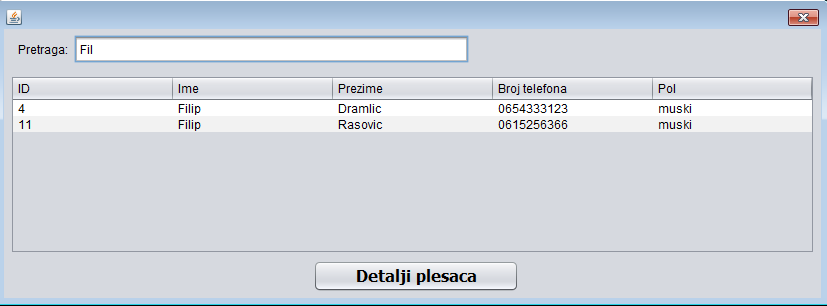 Pretraga: Fil
ID Ime Prezime Broj telefona Pol
4 Filip Dramlic 0654333123 muski
11 Filip Rasovic 0615256366 muski
Detalji plesaca